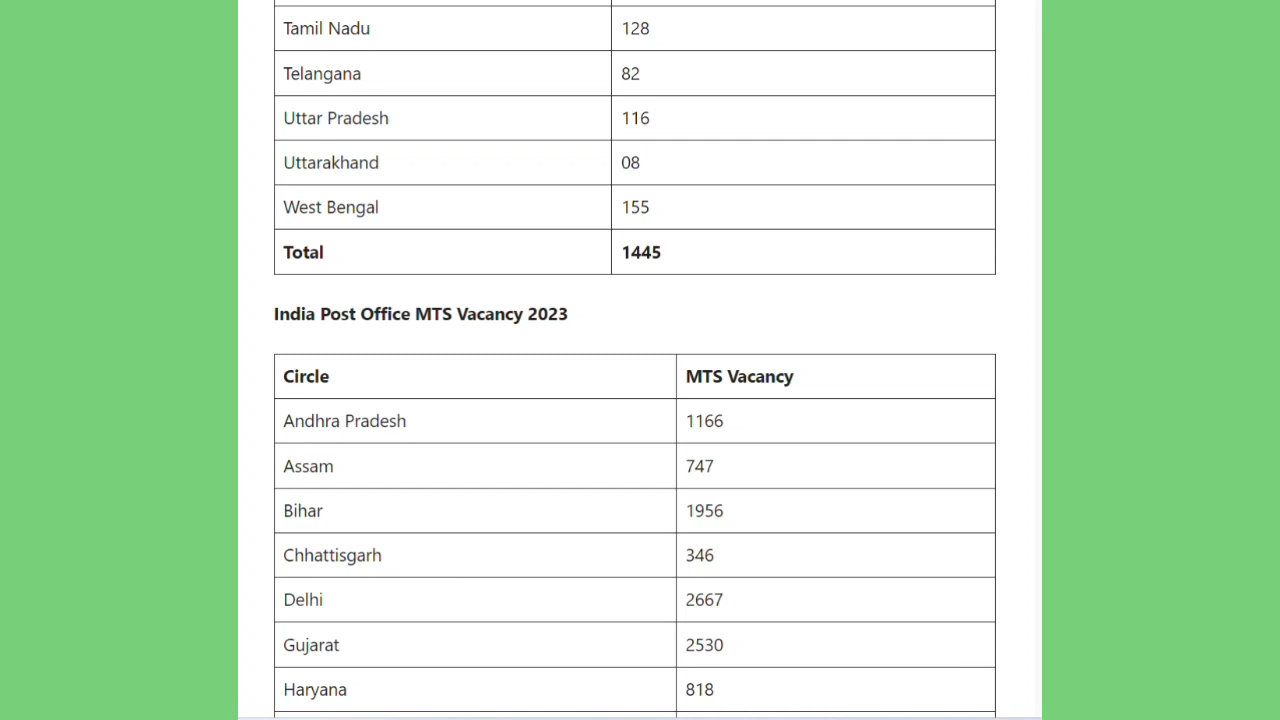 Tamil Nadu 128
Telangana 82
Uttar Pradesh 116
Uttarakhand 08
West Bengal 155
Total 1445
India Post Office MTS Vacancy 2023
Circle MTS Vacancy
Andhra Pradesh 1166
Assam 747
Bihar 1956
Chhattisgarh 346
Delhi 2667
Gujarat 2530
Haryana 818